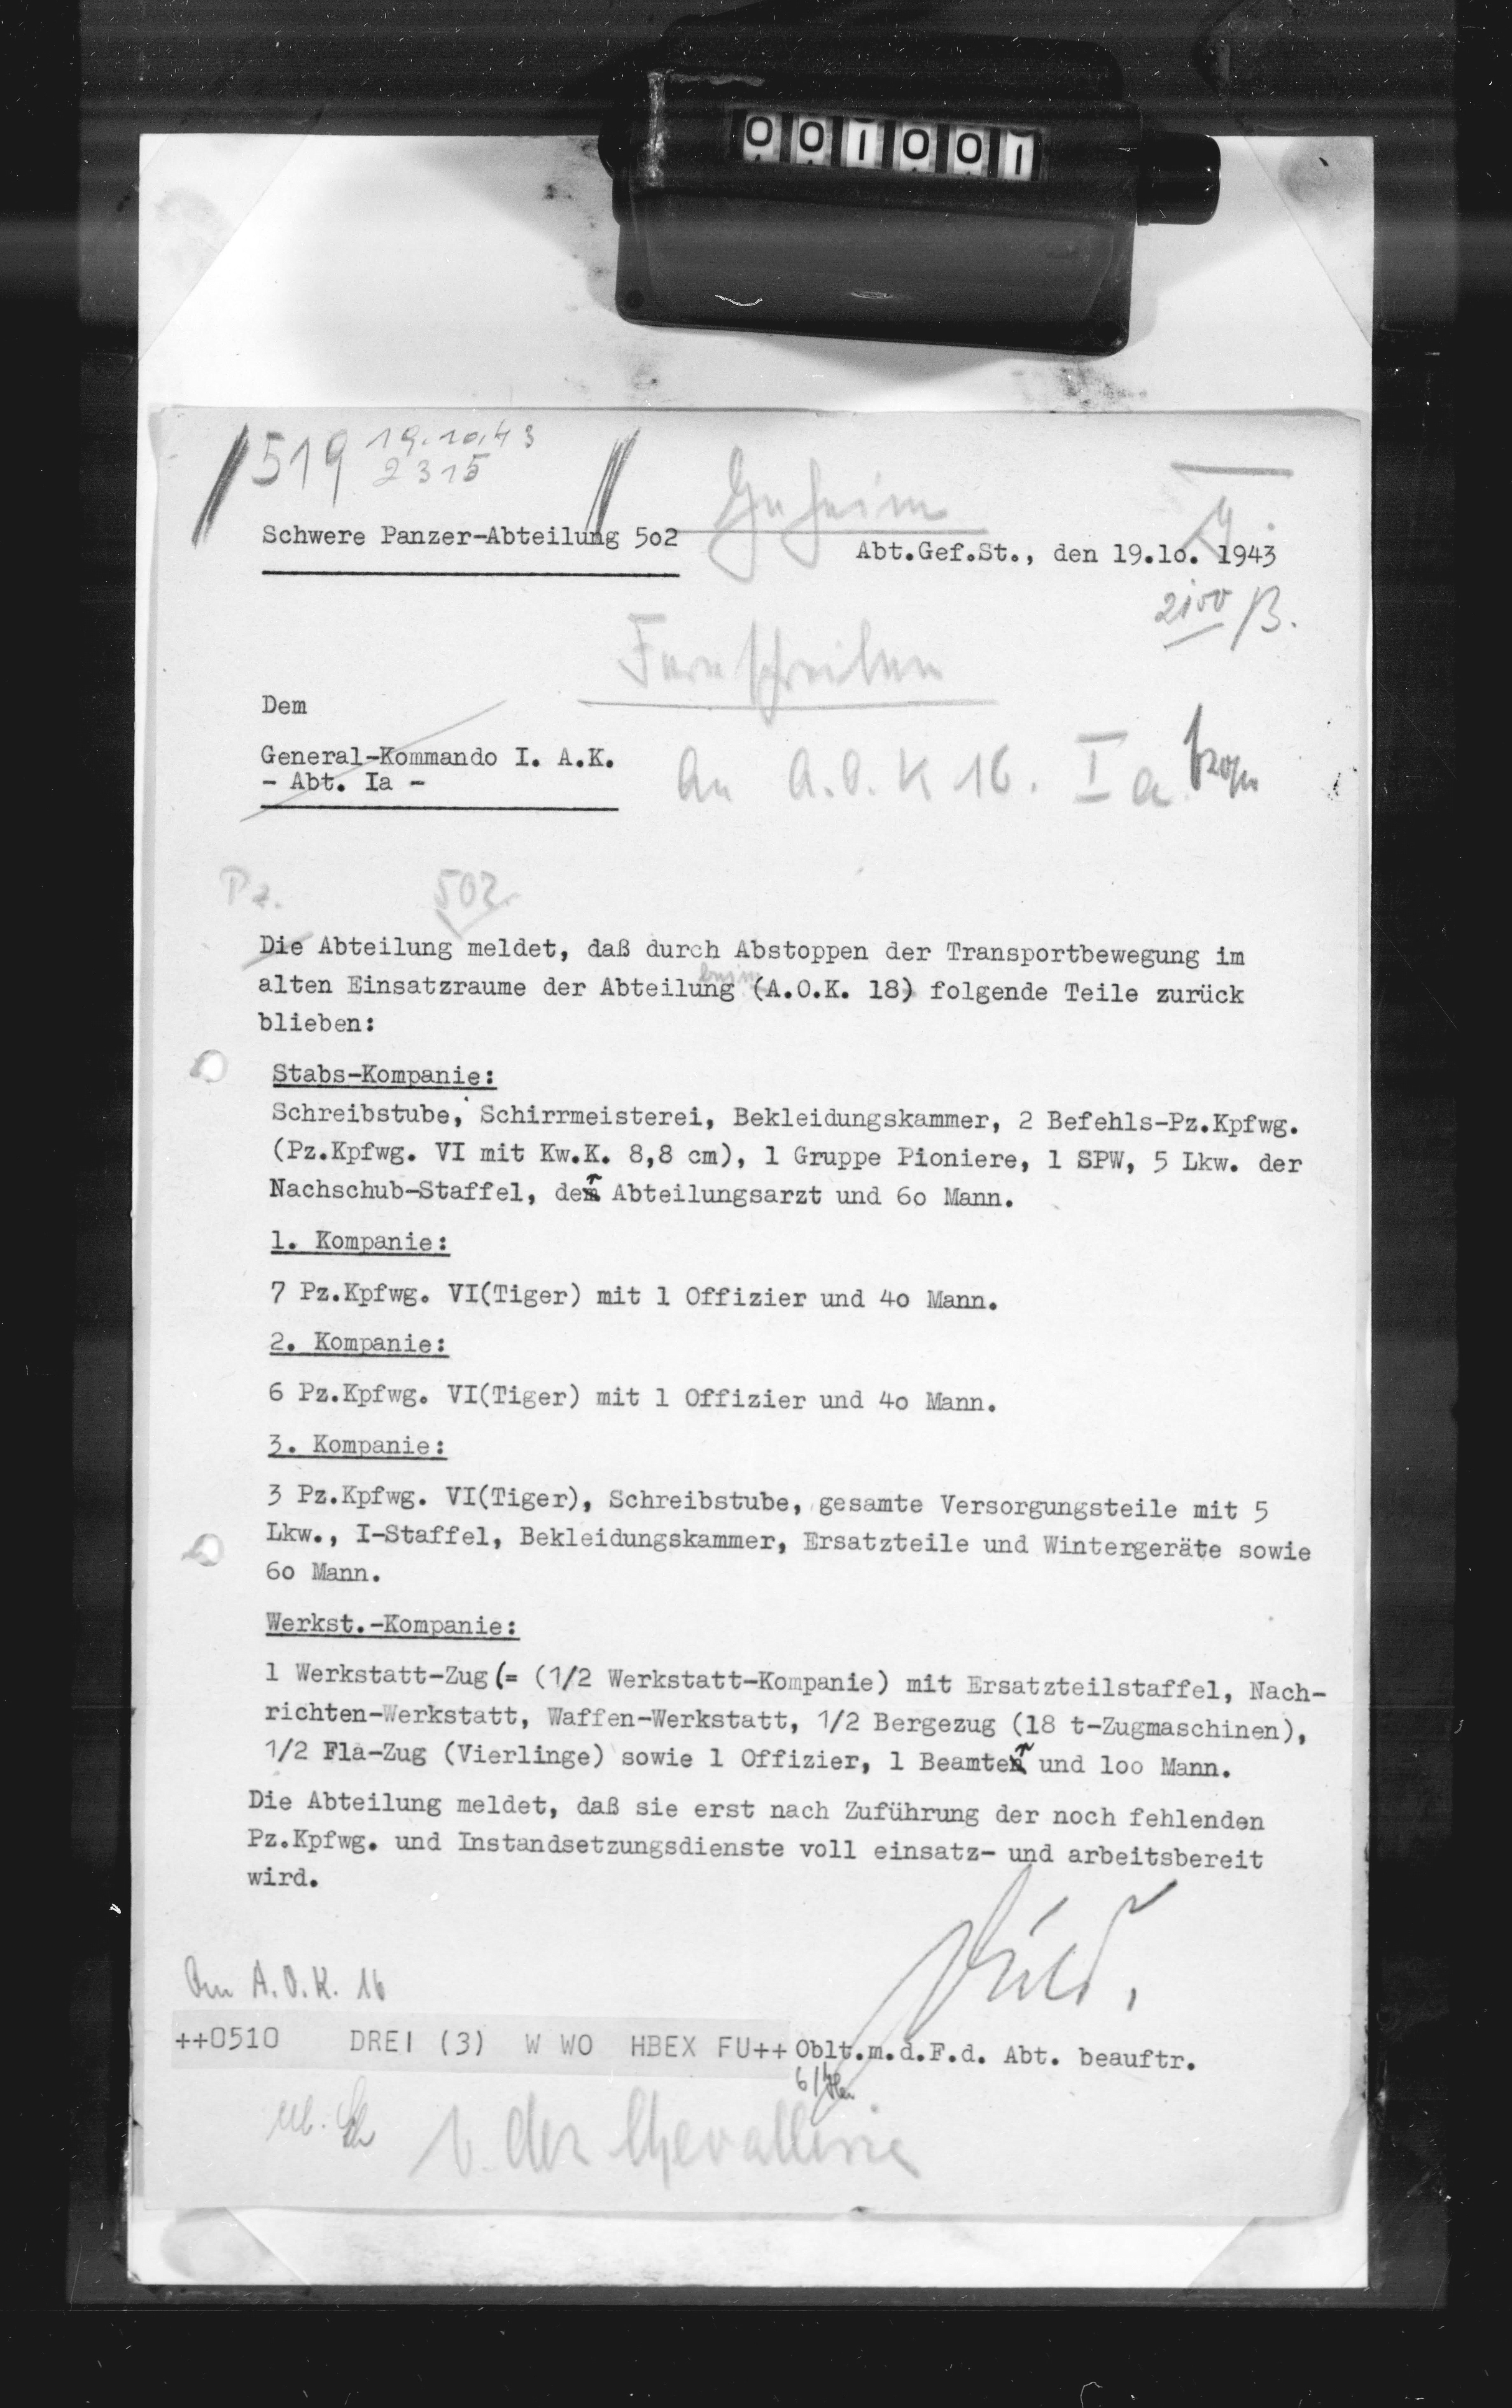 001001
519 19.10.43
2315
Geheim
Schwere Panzer-Abteilung 5o2
Abt.Gef.St., den 19.1o. 1943
2100 /B.
Fernschreiben
Dem
General-Kommando I. A.K.
- Abt. Ia -
An A.O.K 16. Ia
Pz. 502
Die Abteilung meldet, daß durch Abstoppen der Transportbewegung im
alten Einsatzraume der Abteilung beim (A.O.K. 18) folgende Teile zurück
blieben:
Stabs-Kompanie:
Schreibstube, Schirrmeisterei, Bekleidungskammer, 2 Befehls-Pz.Kpfwg.
(Pz.Kpfwg. VI mit Kw.K. 8,8 cm), 1 Gruppe Pioniere, 1 SPW, 5 Lkw. der
Nachschub-Staffel, der Abteilungsarzt und 6o Mann.
1. Kompanie:
7 Pz.Kpfwg. VI(Tiger) mit 1 Offizier und 4o Mann.
2. Kompanie:
6 Pz.Kpfwg. VI(Tiger) mit 1 Offizier und 4o Mann.
3. Kompanie:
3 Pz.Kpfwg. VI(Tiger), Schreibstube, gesamte Versorgungsteile mit 5
Lkw., I-Staffel, Bekleidungskammer, Ersatzteile und Wintergeräte sowie
6o Mann.
Werkst.-Kompanie:
1 Werkstatt-Zug (= (1/2 Werkstatt-Kompanie) mit Ersatzteilstaffel, Nach-
richten-Werkstatt, Waffen-Werkstatt, 1/2 Bergezug (18 t-Zugmaschinen),
1/2 Fla-Zug (Vierlinge) sowie 1 Offizier, 1 Beamter und 1oo Mann.
Die Abteilung meldet, daß sie erst nach Zuführung der noch fehlenden
Pz.Kpfwg. und Instandsetzungsdienste voll einsatz- und arbeitsbereit
wird.
An A.O.K. 16
++0510 DREI (3) W WO HBEX FU++
Oblt.m.d.F.d. Abt. beauftr.
v. der Chevallerie